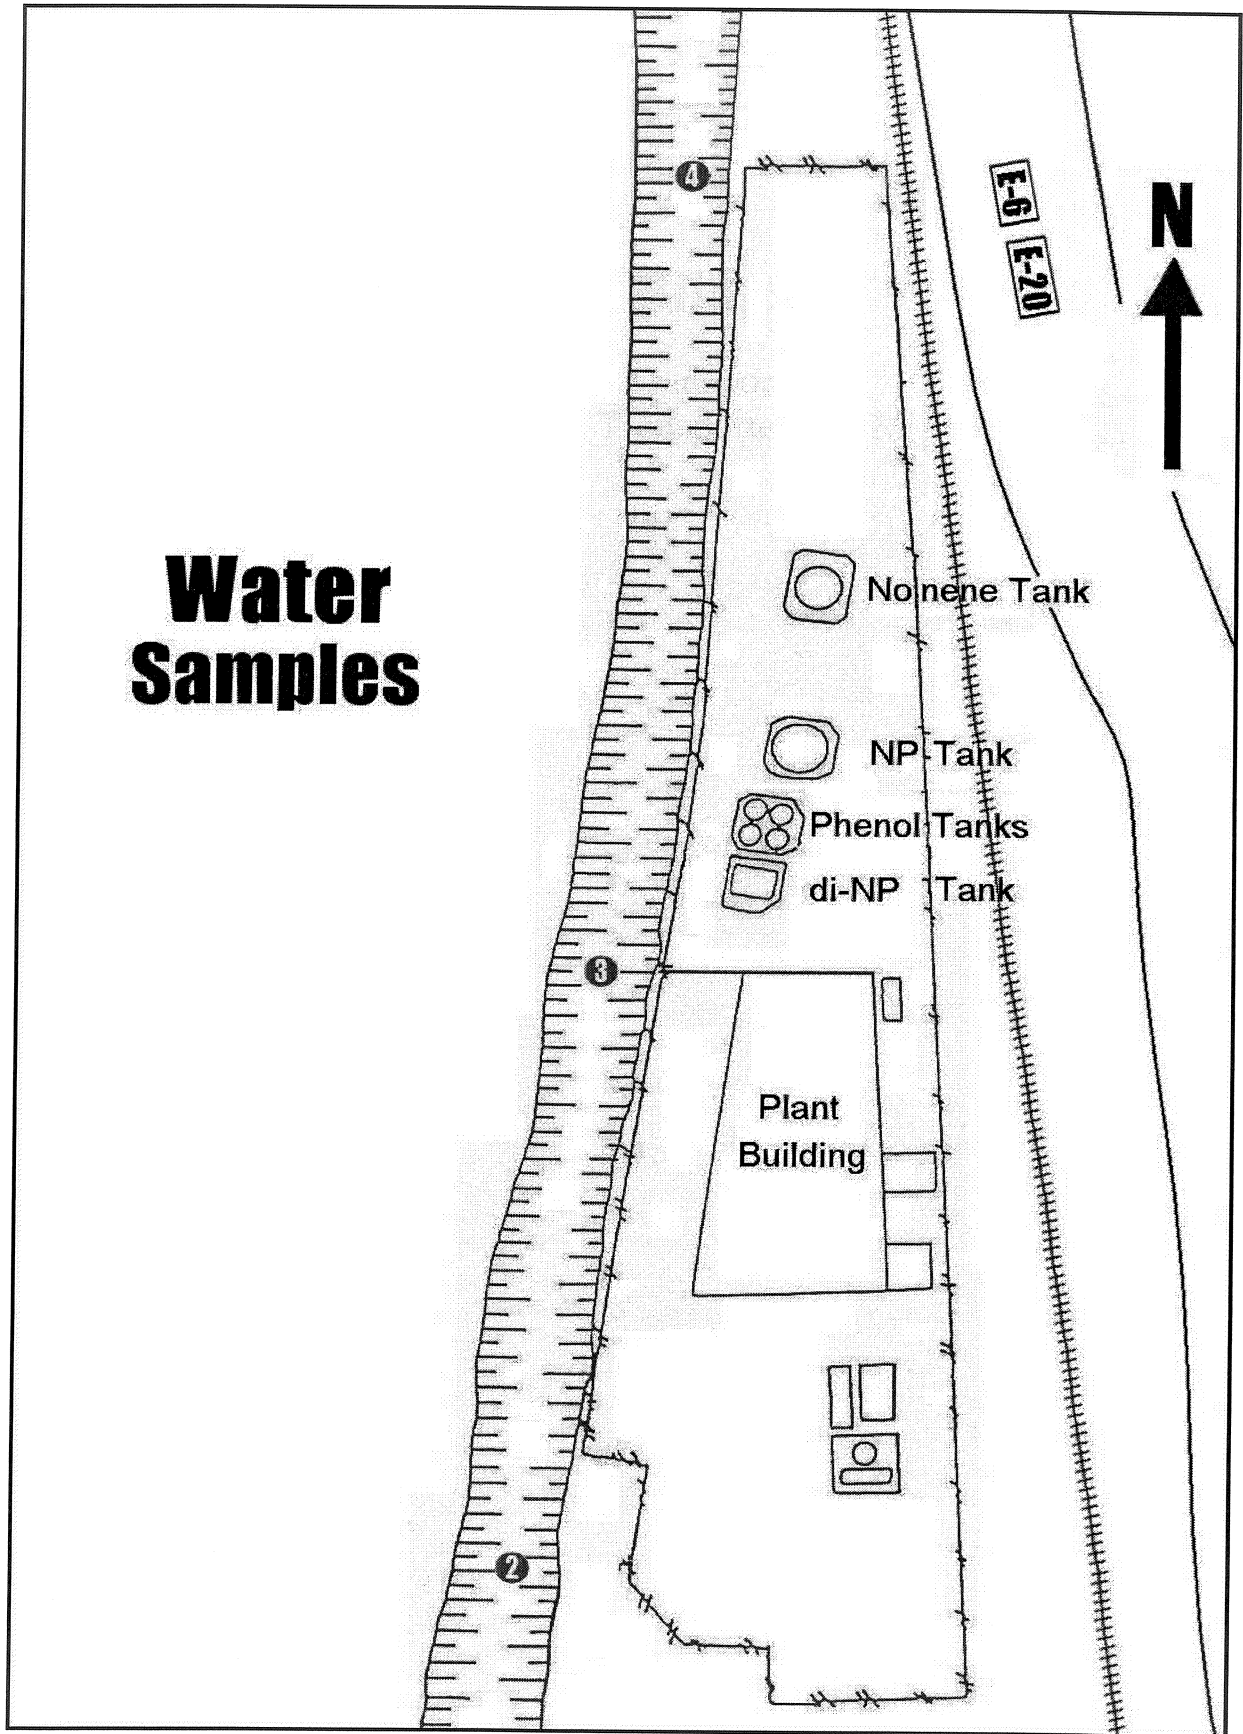 4
E-6
N
E-20
Water
Samples
Nonene Tank
NP Tank
Phenol Tanks
di-NP Tank
3
Plant
Building
2